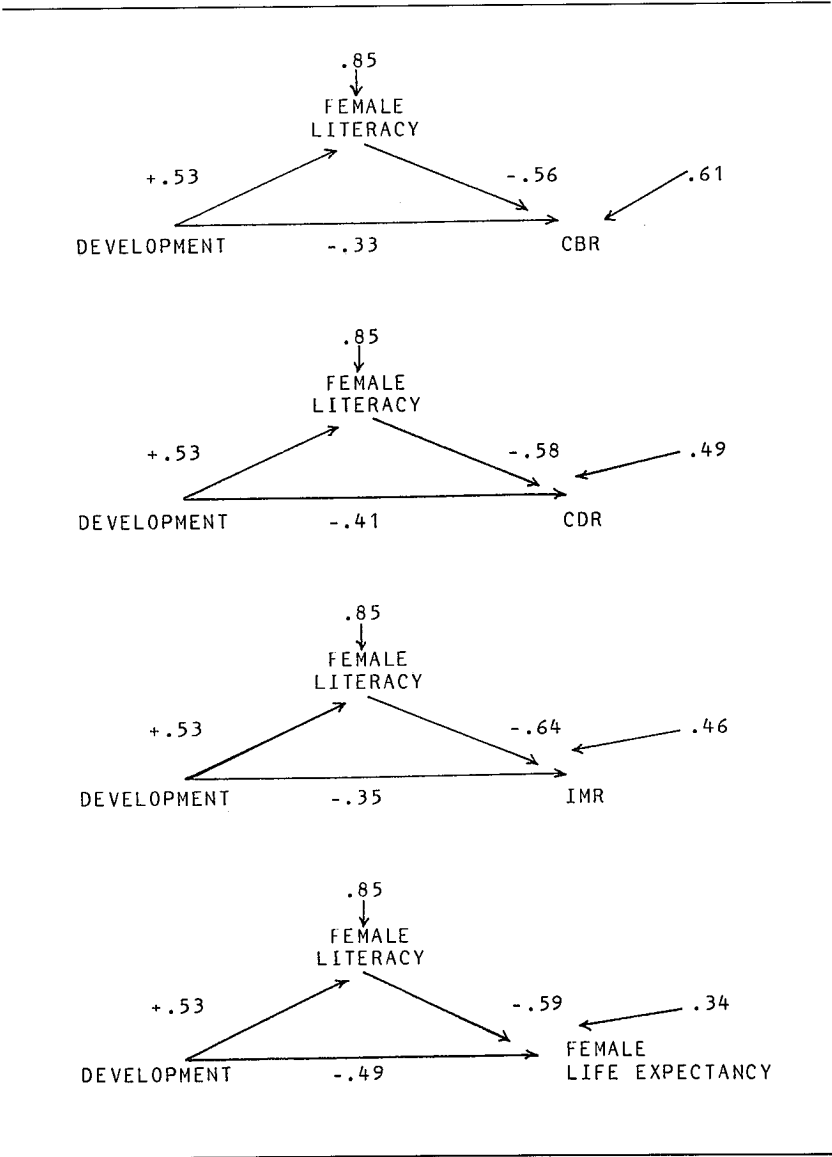 .85
FEMALE
LITERACY
+.53
-.56
.61
DEVELOPMENT
-.33
CBR
.85
FEMALE
LITERACY
+.53
-.58
.49
DEVELOPMENT
-.41
CDR
.85
FEMALE
LITERACY
+.53
-.64
.46
DEVELOPMENT
-.35
IMR
.85
FEMALE
LITERACY
+.53
-.59
.34
FEMALE
DEVELOPMENT
-.49
LIFE EXPECTANCY